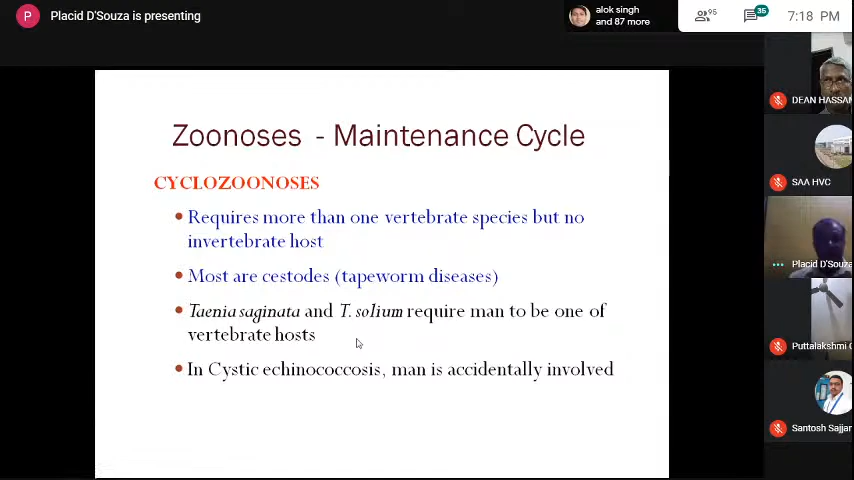 P
Placid D'Souza is presenting
alok singh
and 87 more
95
35
7:18 PM
Zoonoses - Maintenance Cycle
CYCLOZOONOSES
• Requires more than one vertebrate species but no
invertebrate host
• Most are cestodes (tapeworm diseases)
• Taenia saginata and T. solium require man to be one of
vertebrate hosts
• In Cystic echinococcosis, man is accidentally involved
DEAN HASSAN
SAA HVC
Placid D'Souza
Puttalakshmi
Santosh Sajjar